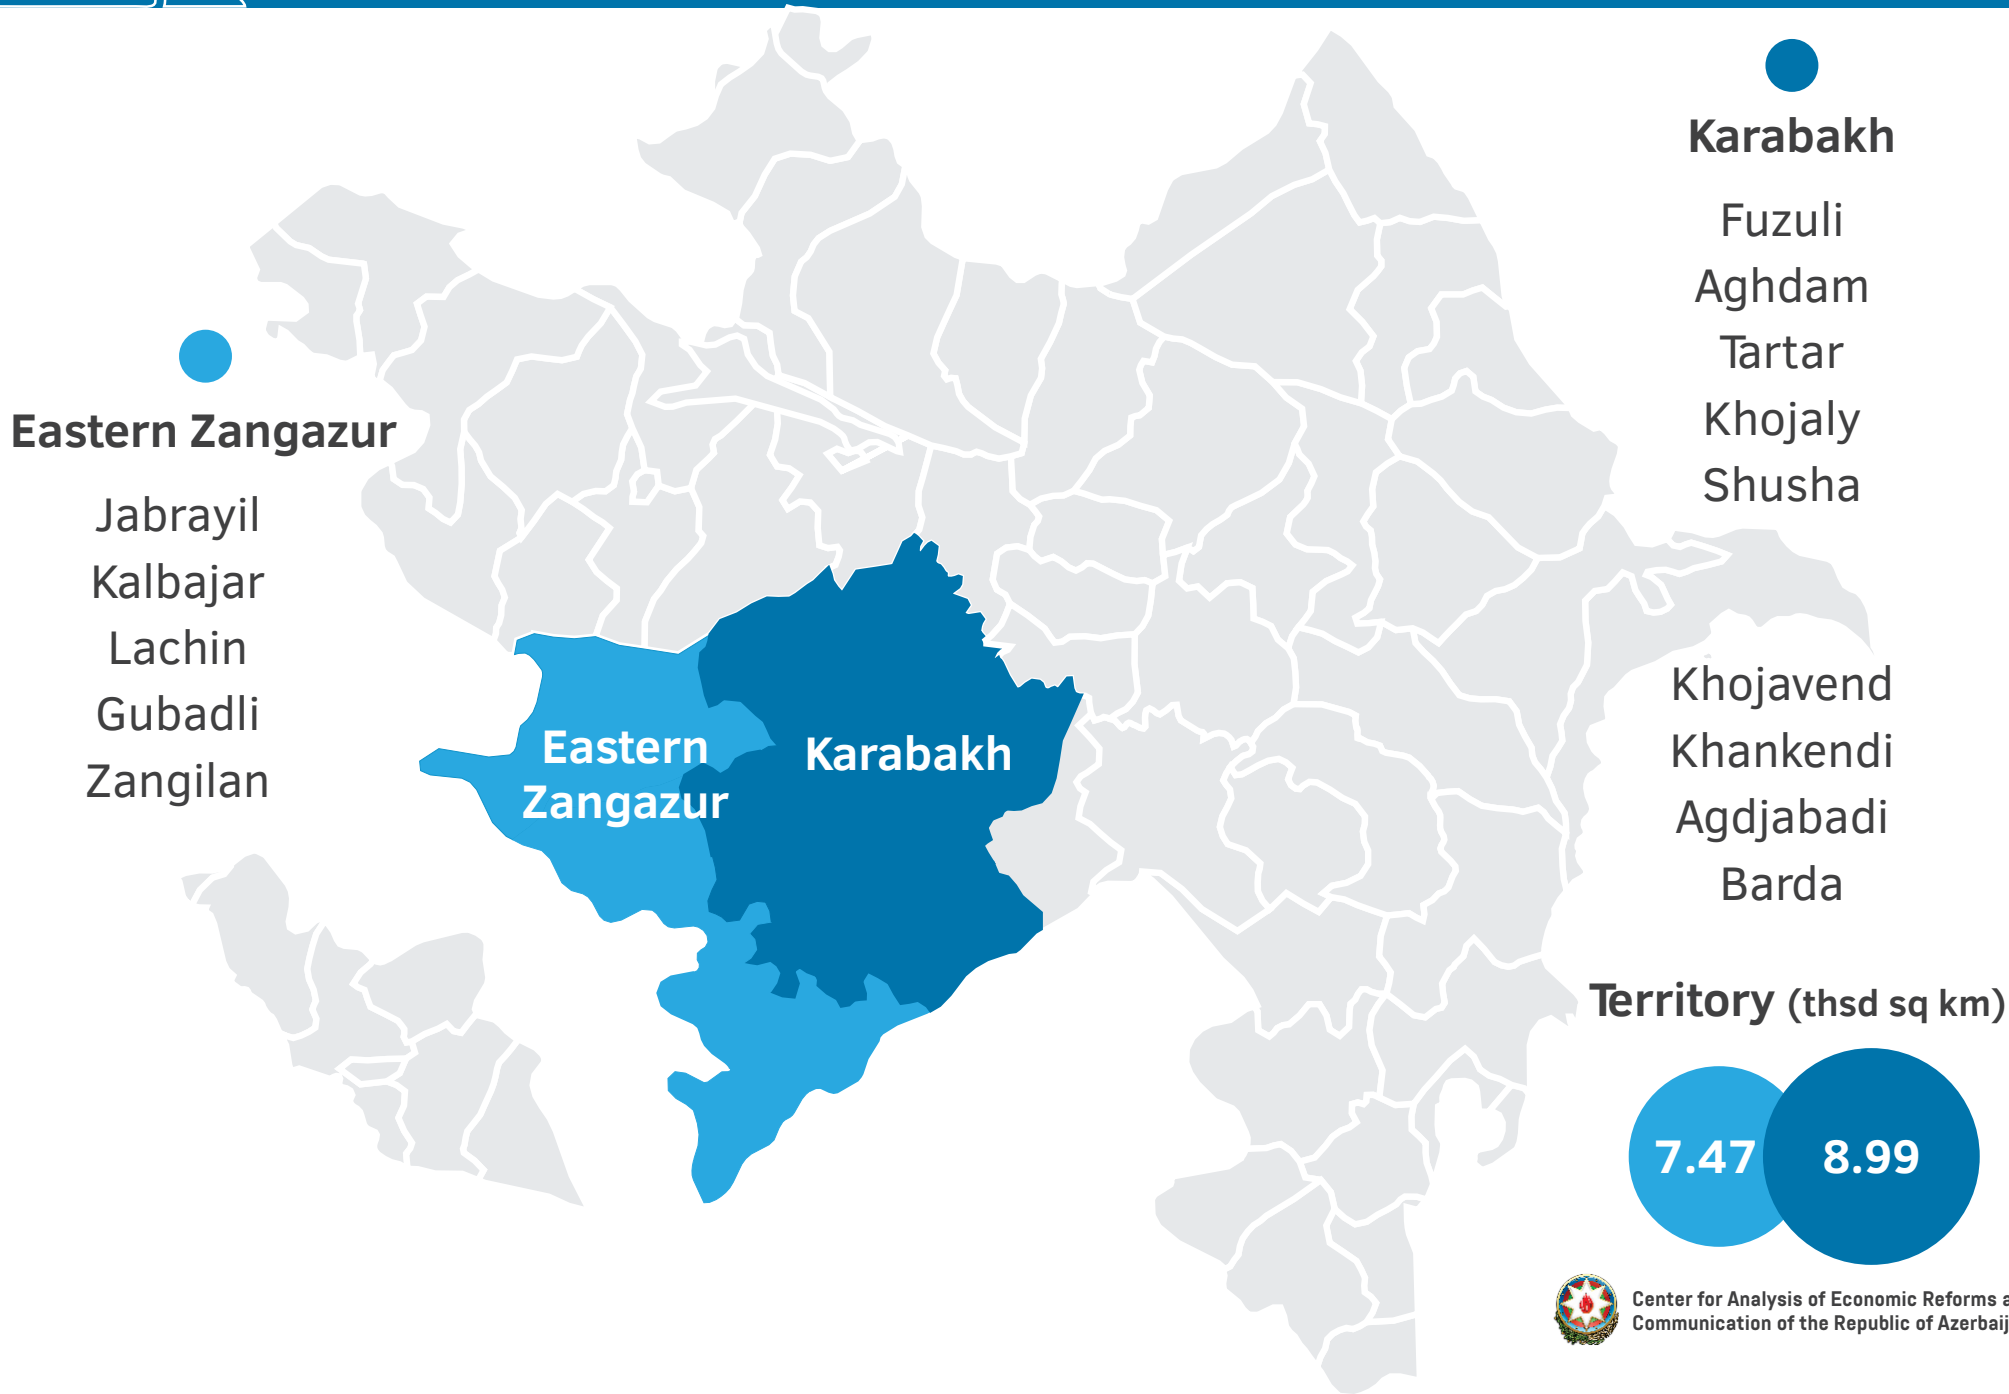 Eastern Zangazur
Jabrayil
Kalbajar
Lachin
Gubadli
Zangilan
Eastern
Zangazur
Karabakh
Karabakh
Fuzuli
Aghdam
Tartar
Khojaly
Shusha
Khojavend
Khankendi
Agdjabadi
Barda
Territory (thsd sq km)
7.47 8.99
Center for Analysis of Economic Reforms a
Communication of the Republic of Azerbaij